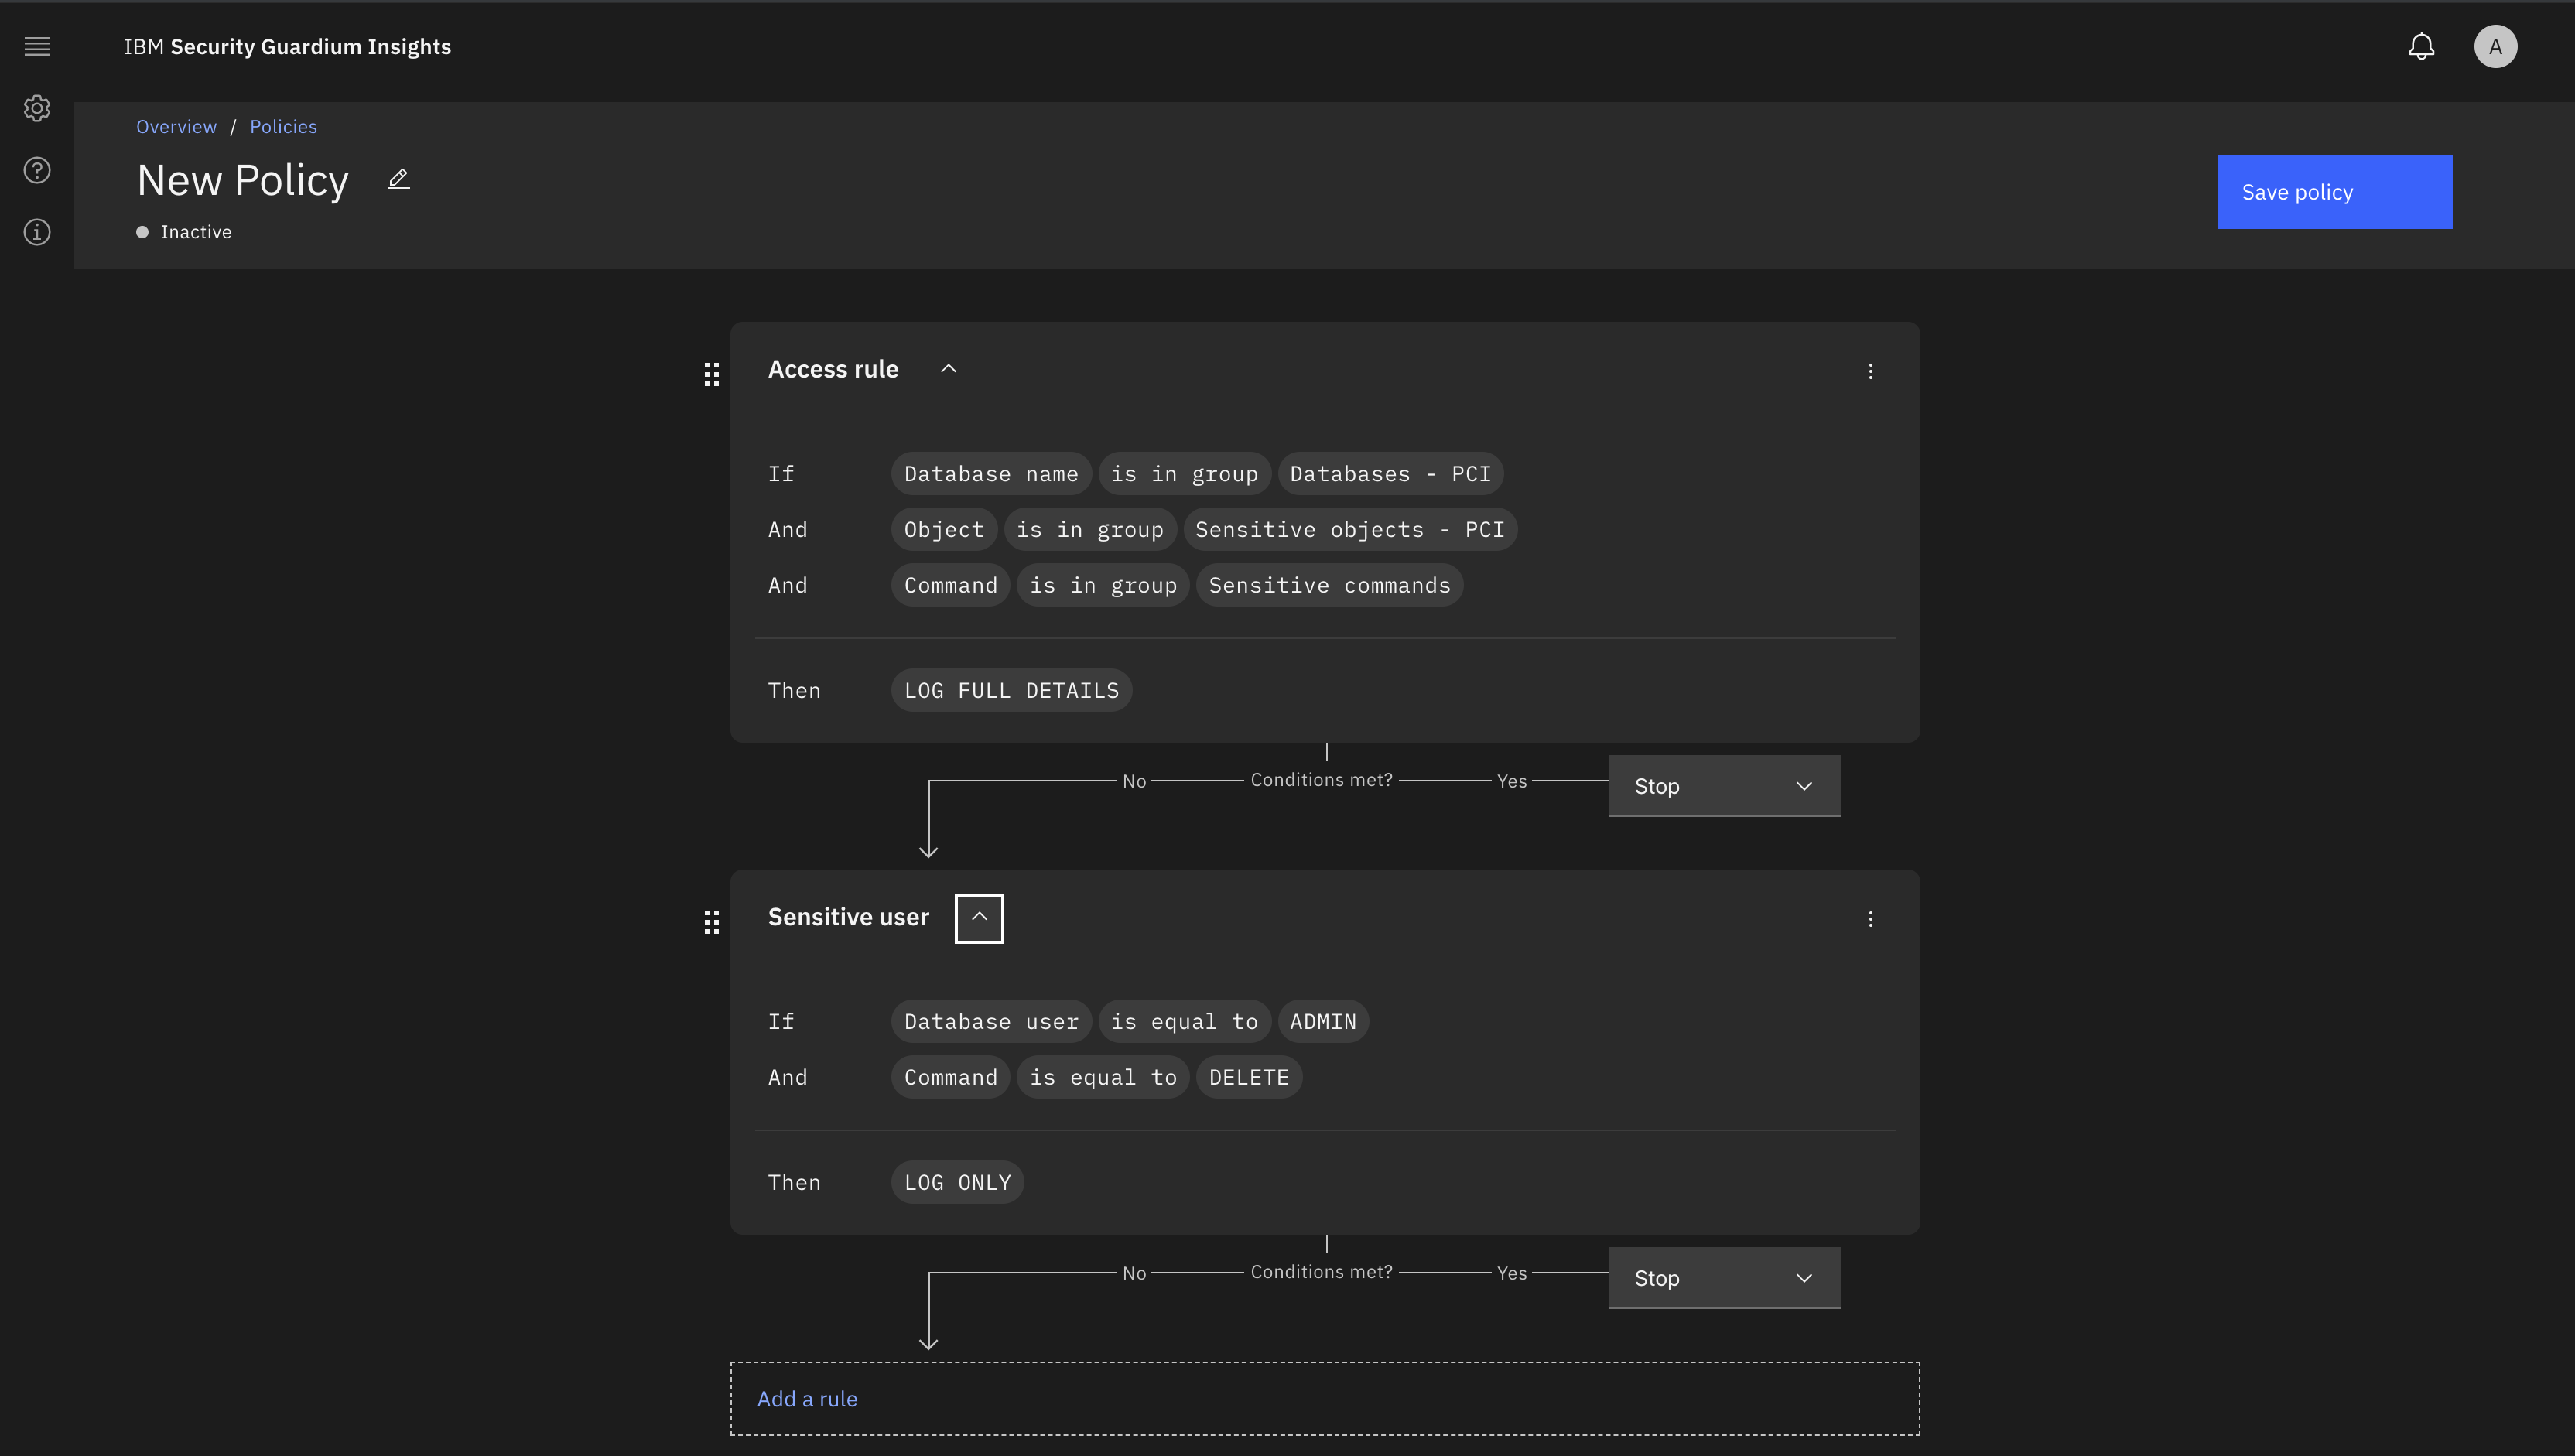 IBM Security Guardium Insights
A
Overview / Policies
New Policy
Inactive
Save policy
Access rule
If Database name is in group Databases - PCI
And Object is in group Sensitive objects - PCI
And Command is in group Sensitive commands
Then LOG FULL DETAILS
No Conditions met? Yes Stop
Sensitive user
If Database user is equal to ADMIN
And Command is equal to DELETE
Then LOG ONLY
No Conditions met? Yes Stop
Add a rule